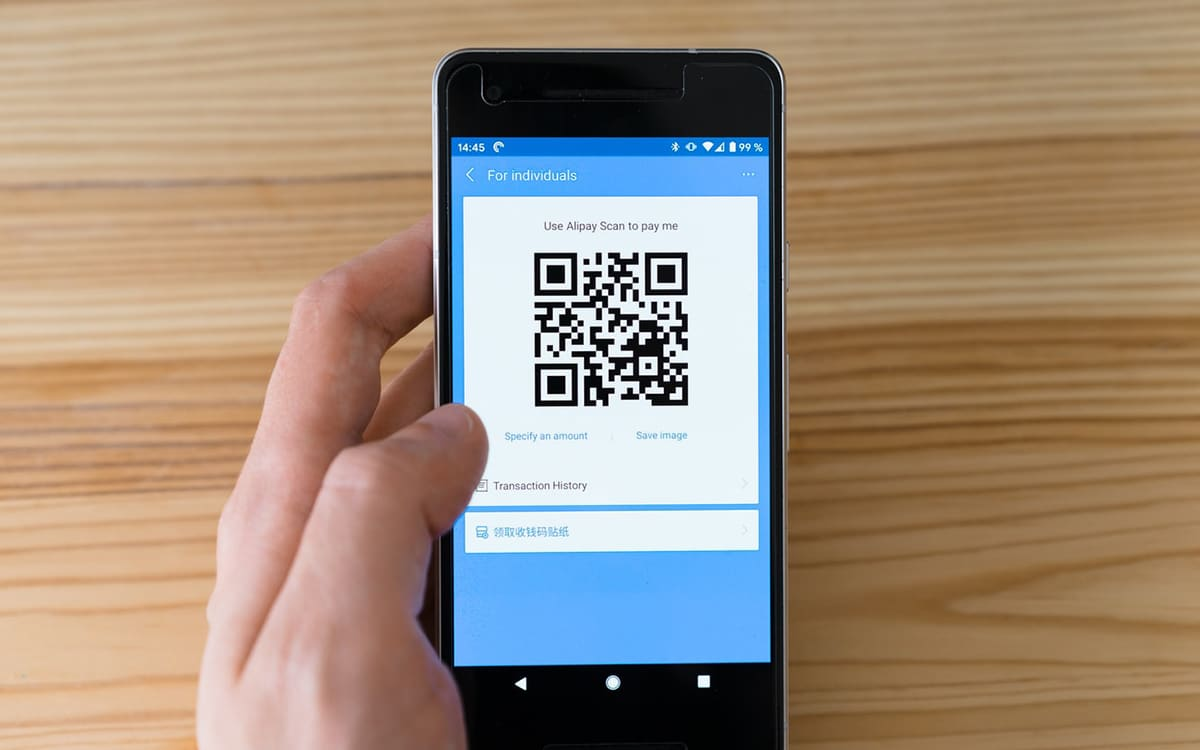 14:45 99 %
For individuals
Use Alipay Scan to pay me
Specify an amount Save image
Transaction History
领取收钱码贴纸